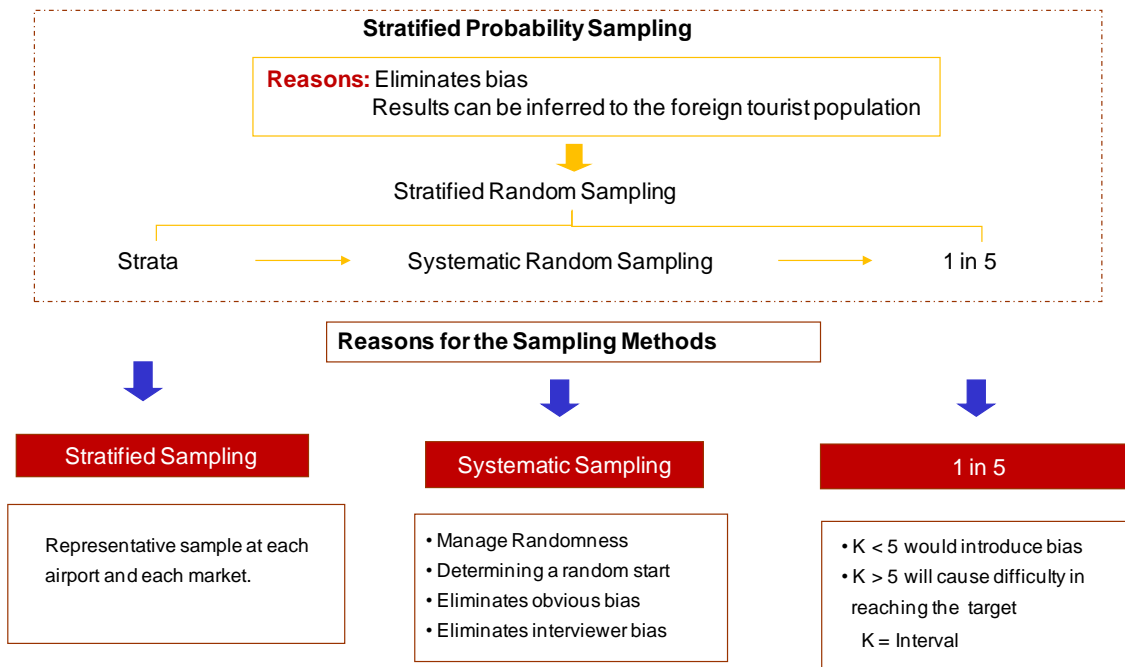 Stratified Probability Sampling
Reasons: Eliminates bias
Results can be inferred to the foreign tourist population
Stratified Random Sampling
Strata
Systematic Random Sampling
1 in 5
Reasons for the Sampling Methods
Stratified Sampling
Representative sample at each
airport and each market.
Systematic Sampling
• Manage Randomness
• Determining a random start
• Eliminates obvious bias
• Eliminates interviewer bias
1 in 5
• K < 5 would introduce bias
• K > 5 will cause difficulty in
reaching the target
K = Interval